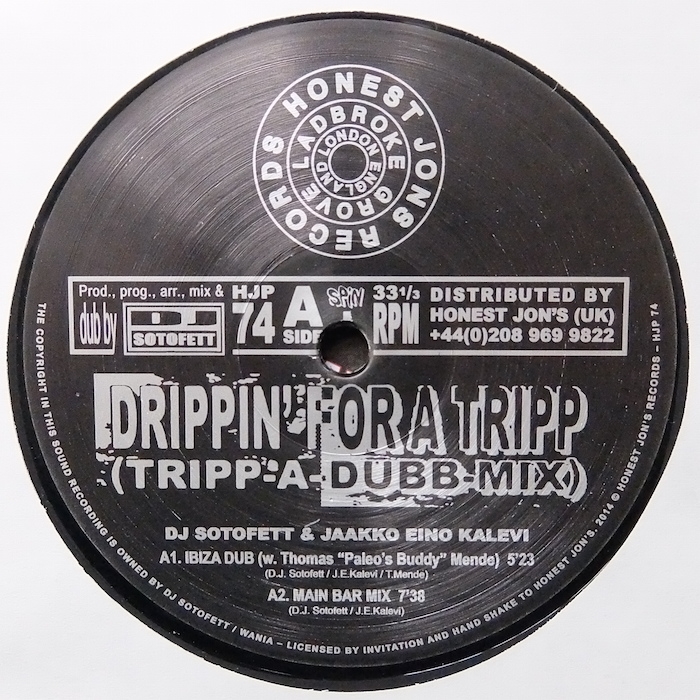 HONEST JONS RECORDS
LADBROKE GROVE
LONDON ENGLAND
Prod., prog., arr., mix &
dub by
DJ
SOTOFETT
HJP
74
A
SIDE
SPIN
33 1/3
RPM
DISTRIBUTED BY
HONEST JON'S (UK)
+44(0)208 969 9822
DRIPPIN' FOR A TRIPP
(TRIPP-A-DUBB-MIX)
DJ SOTOFETT & JAAKKO EINO KALEVI
A1. IBIZA DUB (w. Thomas "Paleo's Buddy" Mende) 5'23
(D.J. Sotofett / J.E.Kalevi / T.Mende)
A2. MAIN BAR MIX 7'38
(D.J. Sotofett / J.E.Kalevi)
THE COPYRIGHT IN THIS SOUND RECORDING IS OWNED BY DJ SOTOFETT / WANIA – LICENSED BY INVITATION AND HAND SHAKE TO HONEST JON'S. 2014 © HONEST JON'S RECORDS - HJP 74